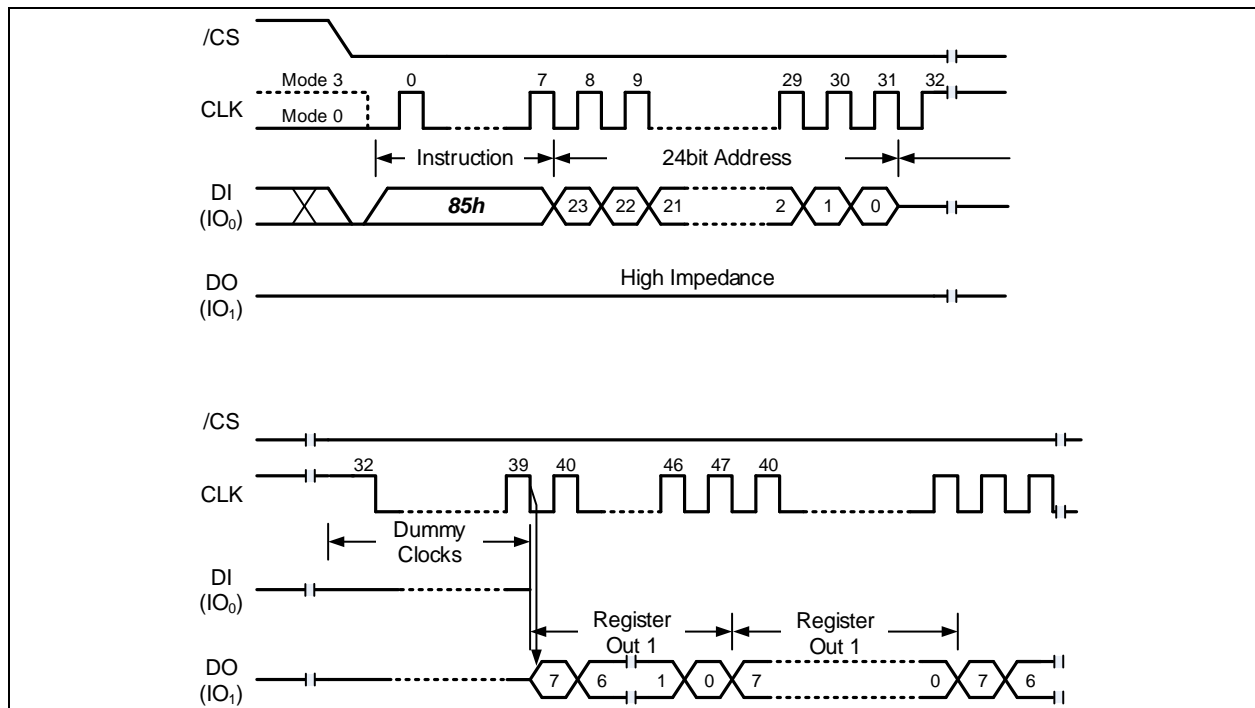 /CS
Mode 3 0 7 8 9 29 30 31 32
CLK
Mode 0
Instruction 24bit Address
DI
(IO₀)
85h 23 22 21 2 1 0
DO
(IO₁)
High Impedance
/CS
32 39 40 46 47 40
CLK
Dummy
Clocks
DI
(IO₀)
Register
Out 1
Register
Out 1
DO
(IO₁)
7 6 1 0 7 0 7 6